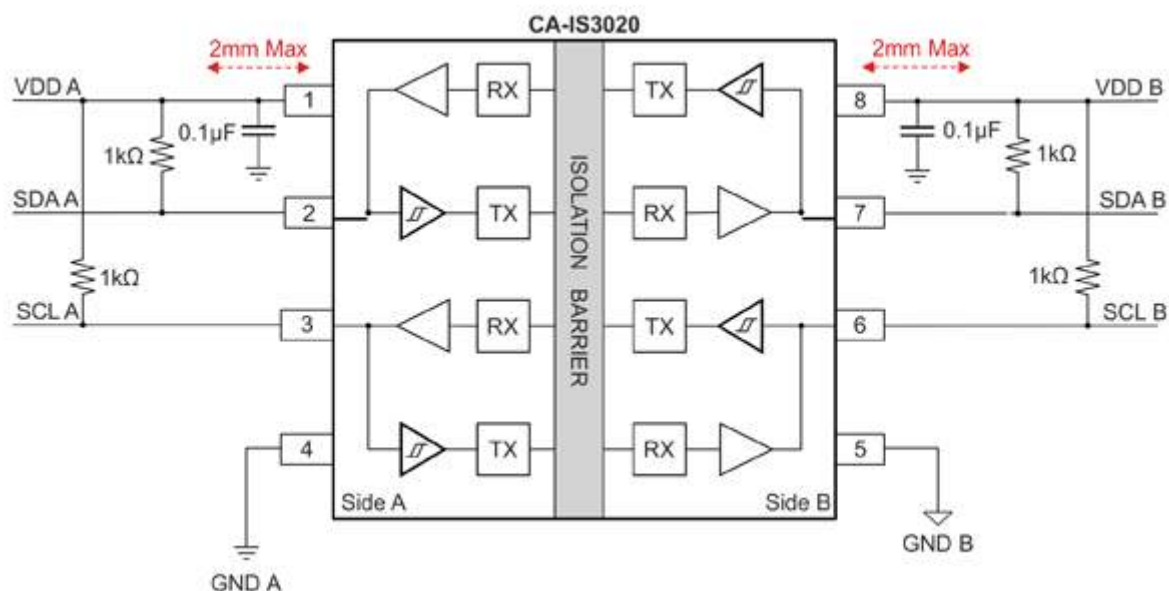 CA-IS3020
2mm Max
2mm Max
VDD A
1
RX
TX
8
VDD B
0.1μF
0.1μF
1kΩ
1kΩ
SDA A
2
TX
RX
7
SDA B
ISOLATION BARRIER
1kΩ
1kΩ
SCL A
3
RX
TX
6
SCL B
4
TX
RX
5
Side A
Side B
GND A
GND B